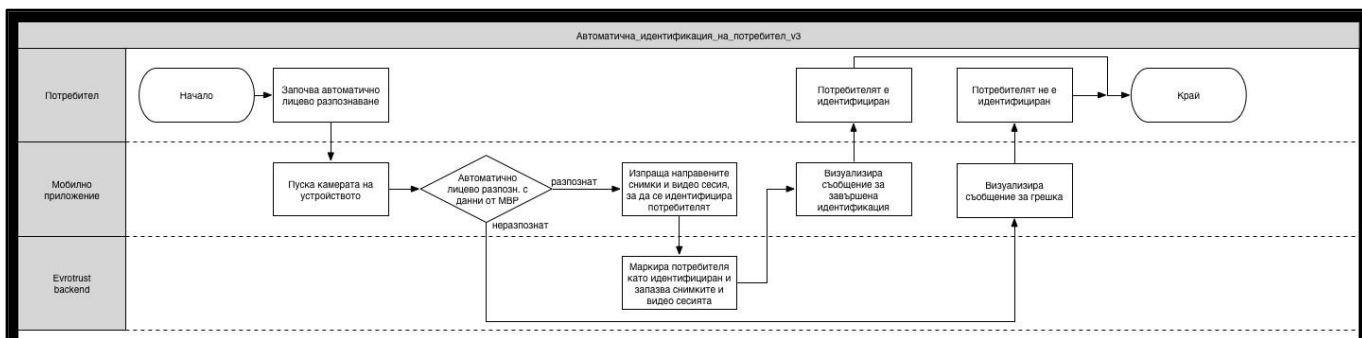 Автоматична_идентификация_на_потребител_v3
Потребител
Начало
Започва автоматично
лицево разпознаване
Потребителят е
идентифициран
Потребителят не е
идентифициран
Край
Мобилно
приложение
Пуска камерата на
устройството
Автоматично
лицево разпозн. с
данни от МВР
разпознат
неразпознат
Изпраща направените
снимки и видео сесия,
за да се идентифицира
потребителят
Визуализира
съобщение за
завършена
идентификация
Визуализира
съобщение за грешка
Evrotrust
backend
Маркира потребителя
като идентифициран и
запазва снимките и
видео сесията